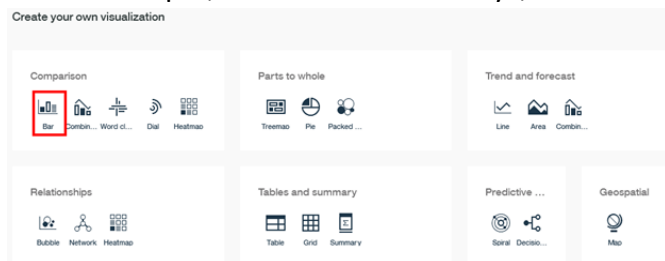 Create your own visualization
Comparison
Bar Combin... Word cl... Dial Heatmap
Parts to whole
Treemap Pie Packed ...
Trend and forecast
Line Area Combin...
Relationships
Bubble Network Heatmap
Tables and summary
Table Grid Summary
Predictive ...
Spiral Decisio...
Geospatial
Map